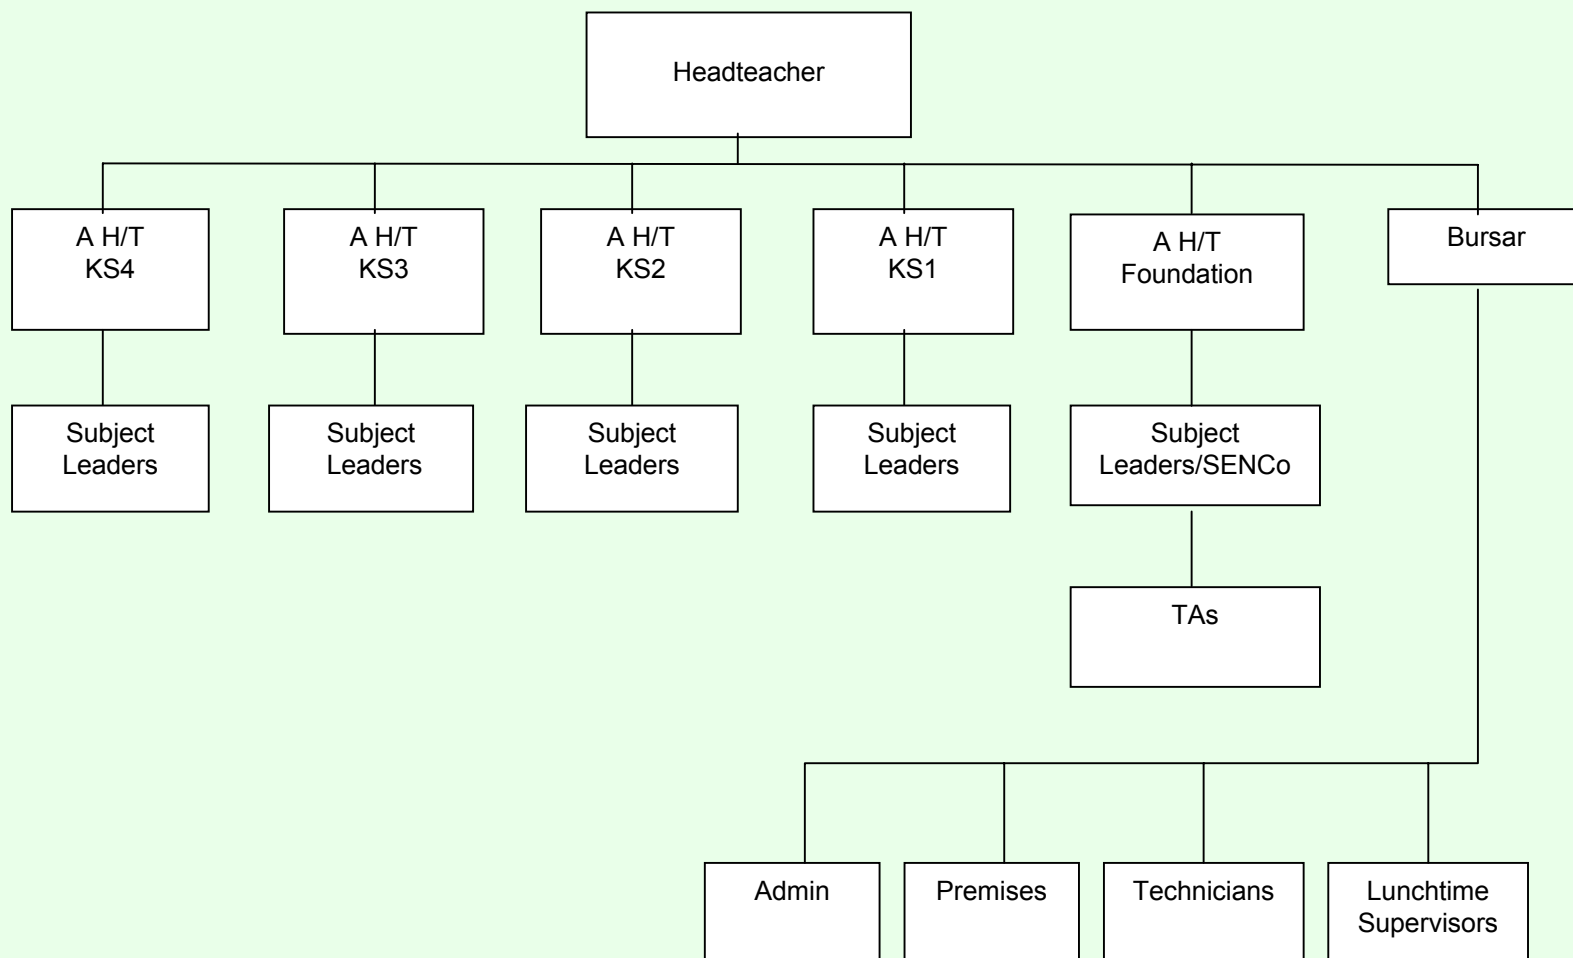 Headteacher
A H/T
KS4
A H/T
KS3
A H/T
KS2
A H/T
KS1
A H/T
Foundation
Bursar
Subject
Leaders
Subject
Leaders
Subject
Leaders
Subject
Leaders
Subject
Leaders/SENCo
TAs
Admin
Premises
Technicians
Lunchtime
Supervisors